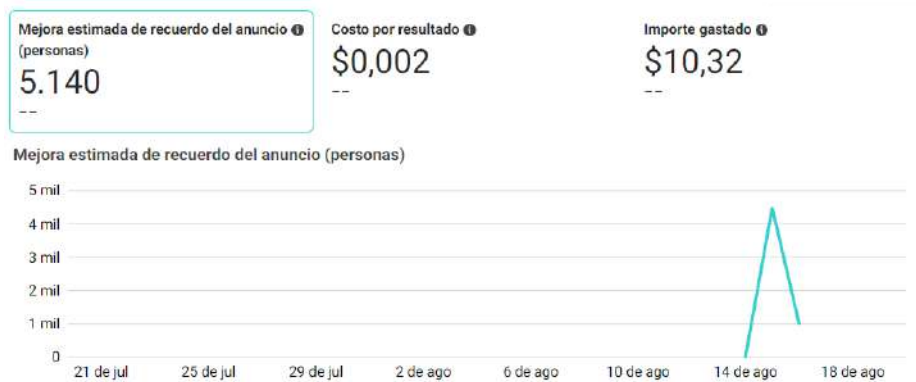 Mejora estimada de recuerdo del anuncio
(personas)
5.140
--
Costo por resultado
$0,002
--
Importe gastado
$10,32
--
Mejora estimada de recuerdo del anuncio (personas)
5 mil
4 mil
3 mil
2 mil
1 mil
0
21 de jul 25 de jul 29 de jul 2 de ago 6 de ago 10 de ago 14 de ago 18 de ago